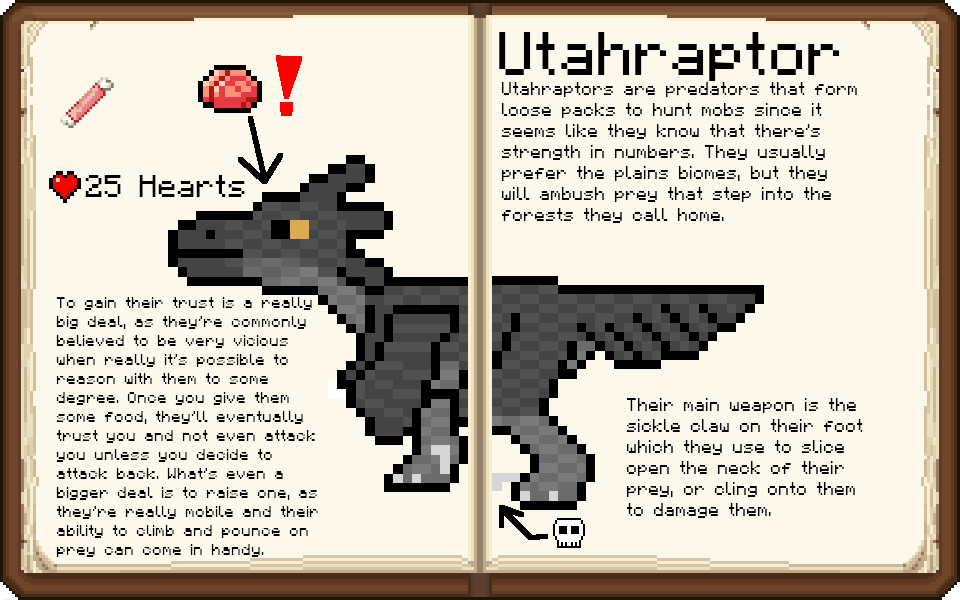 25 Hearts
To gain their trust is a really
big deal, as they're commonly
believed to be very vicious
when really it's possible to
reason with them to some
degree. Once you give them
some food, they'll eventually
trust you and not even attack
you unless you decide to
attack back. What's even a
bigger deal is to raise one, as
they're really mobile and their
ability to climb and pounce on
prey can come in handy.
Utahraptor
Utahraptors are predators that form
loose packs to hunt mobs since it
seems like they know that there's
strength in numbers. They usually
prefer the plains biomes, but they
will ambush prey that step into the
forests they call home.
Their main weapon is the
sickle claw on their foot
which they use to slice
open the neck of their
prey, or cling onto them
to damage them.